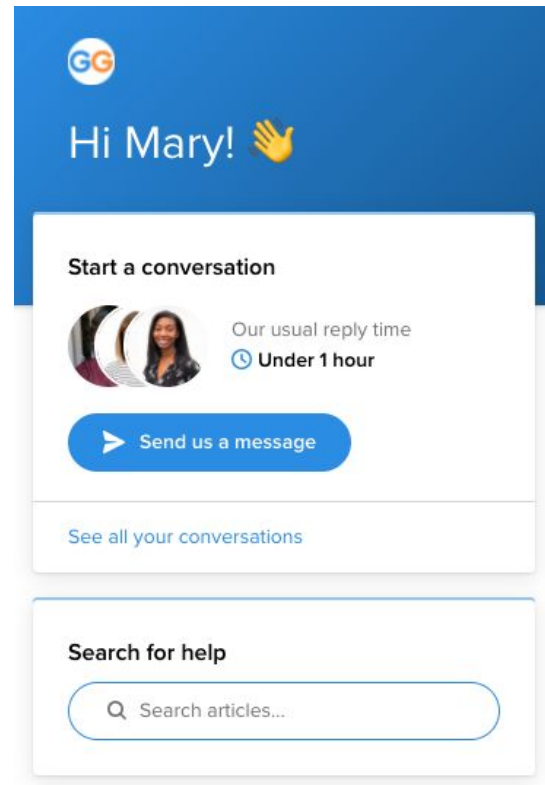 GG
Hi Mary! 👋
Start a conversation
Our usual reply time
Under 1 hour
Send us a message
See all your conversations
Search for help
Search articles...